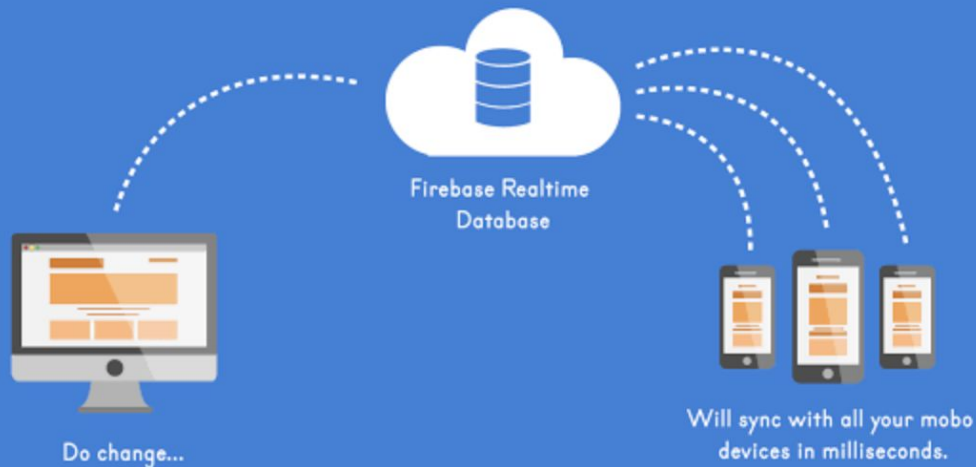 Firebase Realtime
Database
Do change...
Will sync with all your mobo
devices in milliseconds.